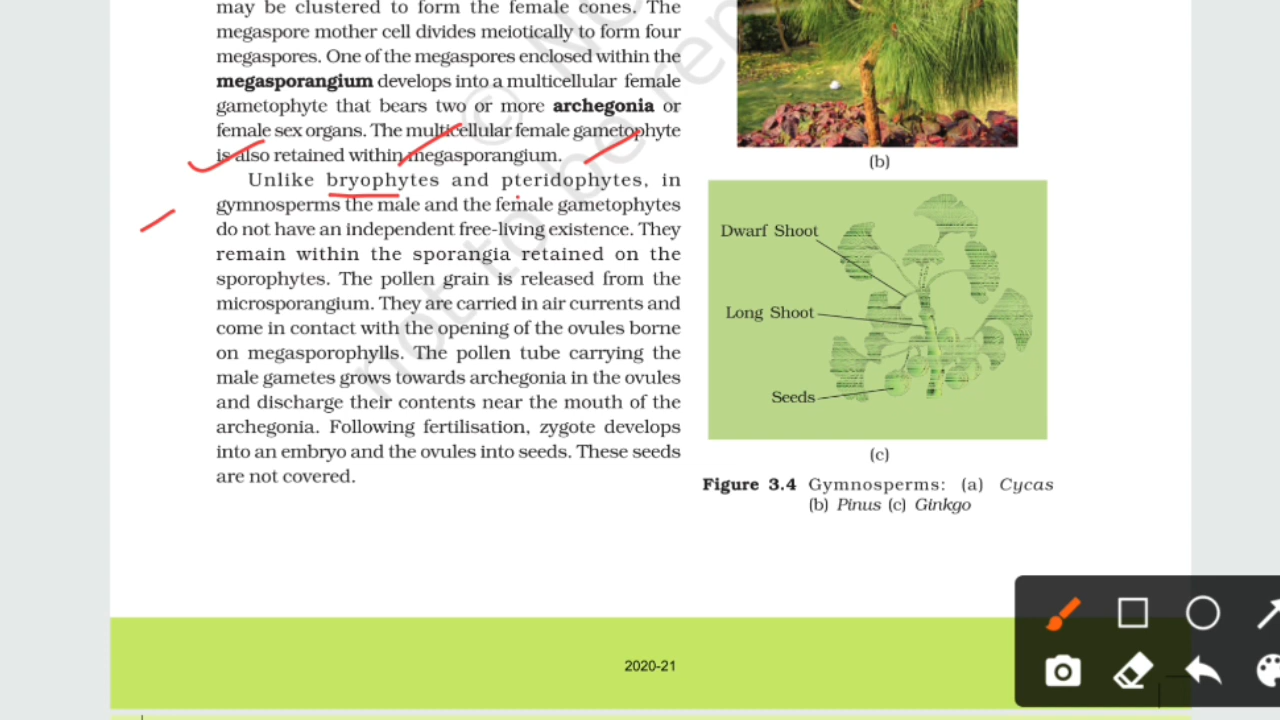 may be clustered to form the female cones. The
megaspore mother cell divides meiotically to form four
megaspores. One of the megaspores enclosed within the
megasporangium develops into a multicellular female
gametophyte that bears two or more archegonia or
female sex organs. The multicellular female gametophyte
is also retained within megasporangium.
Unlike bryophytes and pteridophytes, in
gymnosperms the male and the female gametophytes
do not have an independent free-living existence. They
remain within the sporangia retained on the
sporophytes. The pollen grain is released from the
microsporangium. They are carried in air currents and
come in contact with the opening of the ovules borne
on megasporophylls. The pollen tube carrying the
male gametes grows towards archegonia in the ovules
and discharge their contents near the mouth of the
archegonia. Following fertilisation, zygote develops
into an embryo and the ovules into seeds. These seeds
are not covered.
(b)
Dwarf Shoot
Long Shoot
Seeds
(c)
Figure 3.4 Gymnosperms: (a) Cycas
(b) Pinus (c) Ginkgo
2020-21